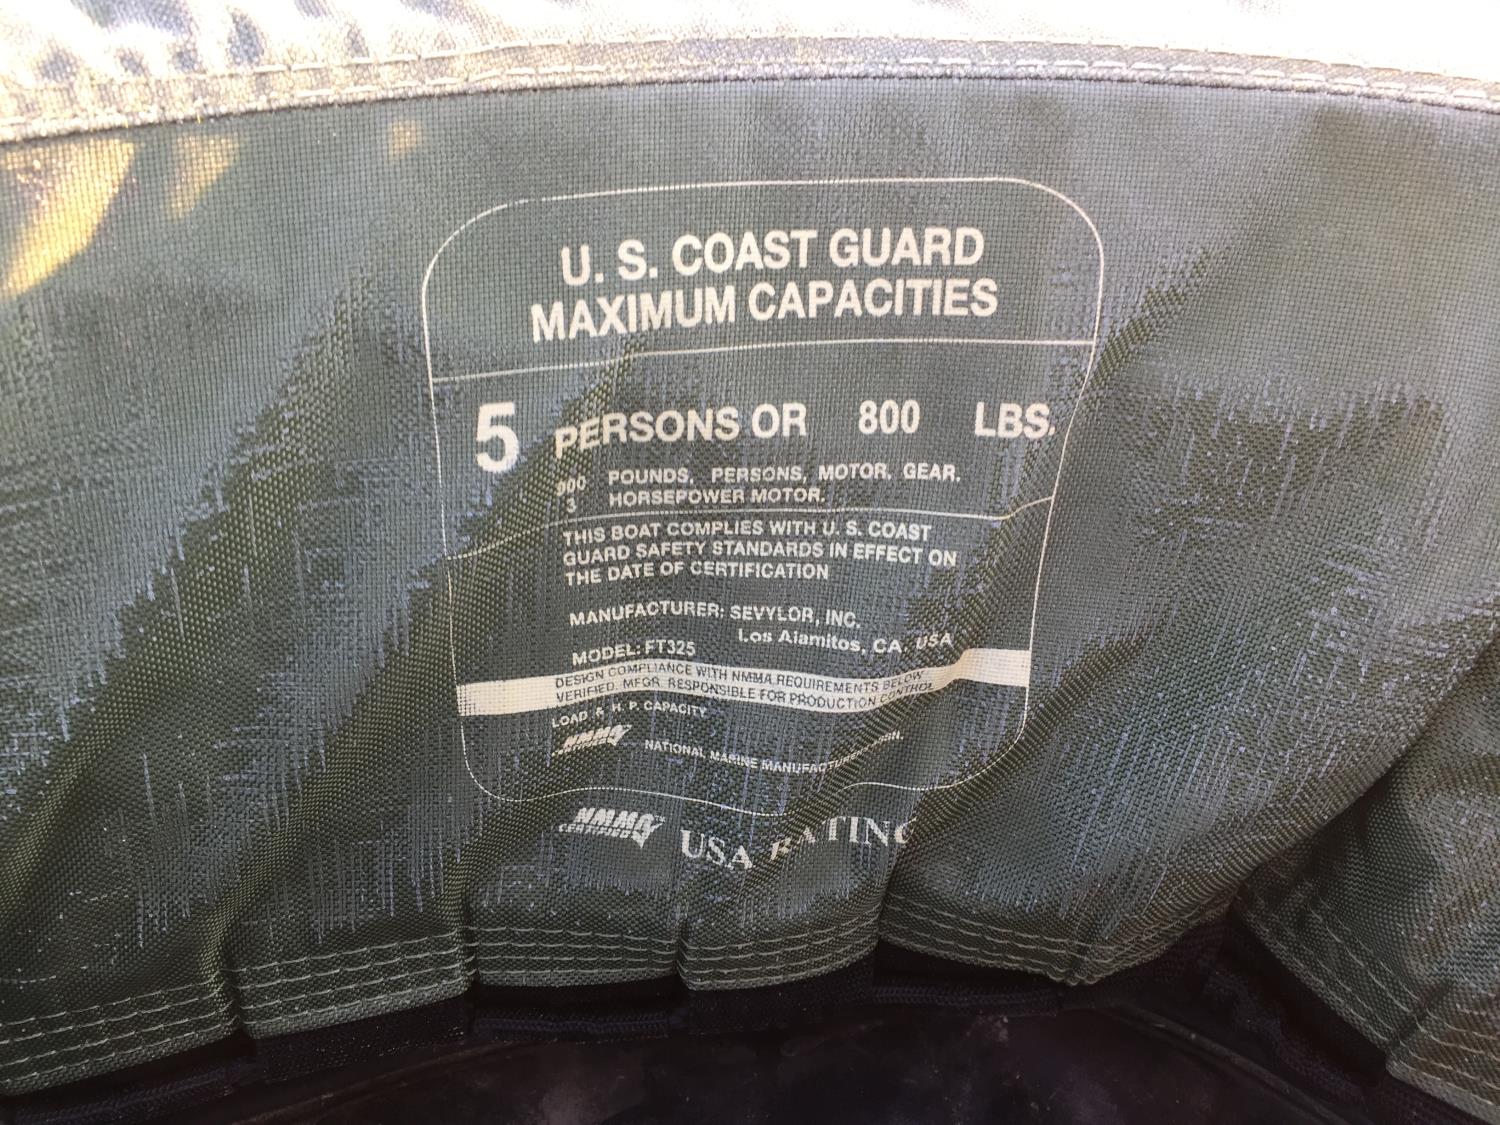 U. S. COAST GUARD
MAXIMUM CAPACITIES
5 PERSONS OR 800 LBS.
900 POUNDS, PERSONS, MOTOR, GEAR.
3 HORSEPOWER MOTOR.
THIS BOAT COMPLIES WITH U. S. COAST
GUARD SAFETY STANDARDS IN EFFECT ON
THE DATE OF CERTIFICATION
MANUFACTURER: SEVYLOR, INC.
Los Alamitos, CA. USA
MODEL: FT325
DESIGN COMPLIANCE WITH NMMA REQUIREMENTS BELOW
VERIFIED. MFGR. RESPONSIBLE FOR PRODUCTION CONTROL
LOAD & H. P. CAPACITY
NMMA NATIONAL MARINE MANUFACTURERS
NMMA
CERTIFIED
USA RATING